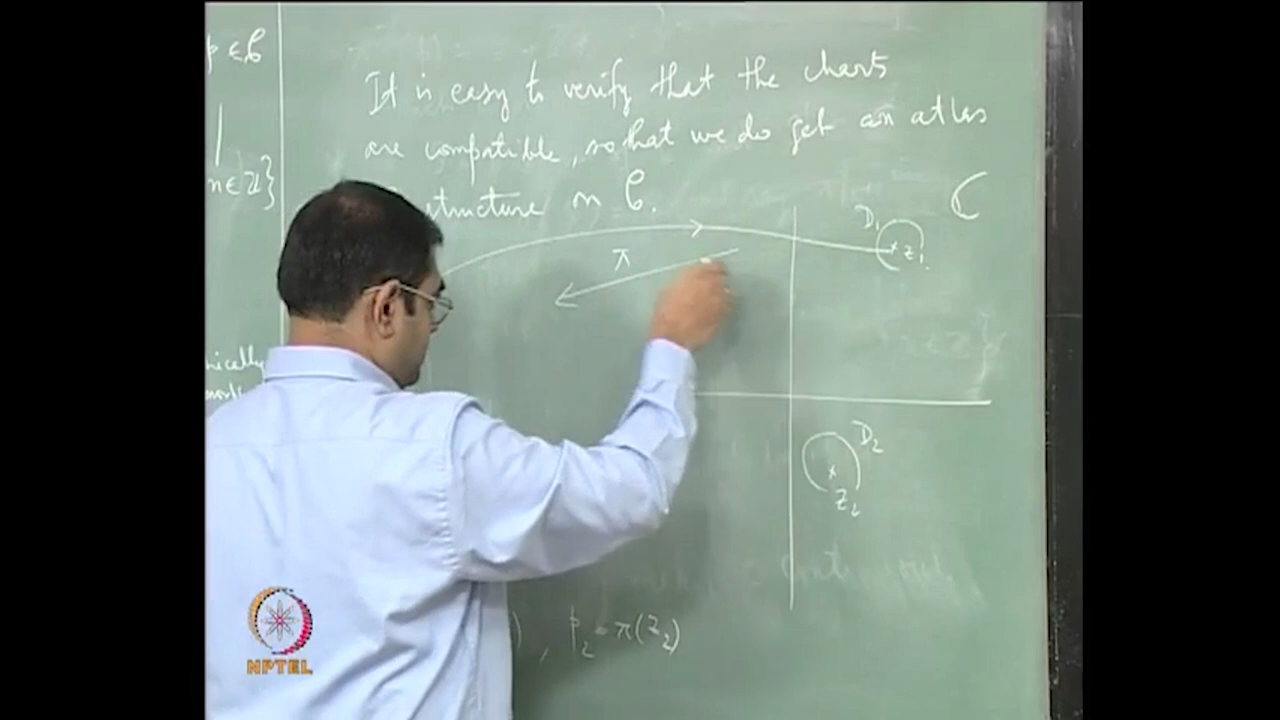 p ∈ C
n ∈ Z}
It is easy to verify that the charts
are compatible, so that we do get an atlas
structure on C.
C
D₁
z₁
π
D₂
z₂
, p₂ = π(z₂)
NPTEL